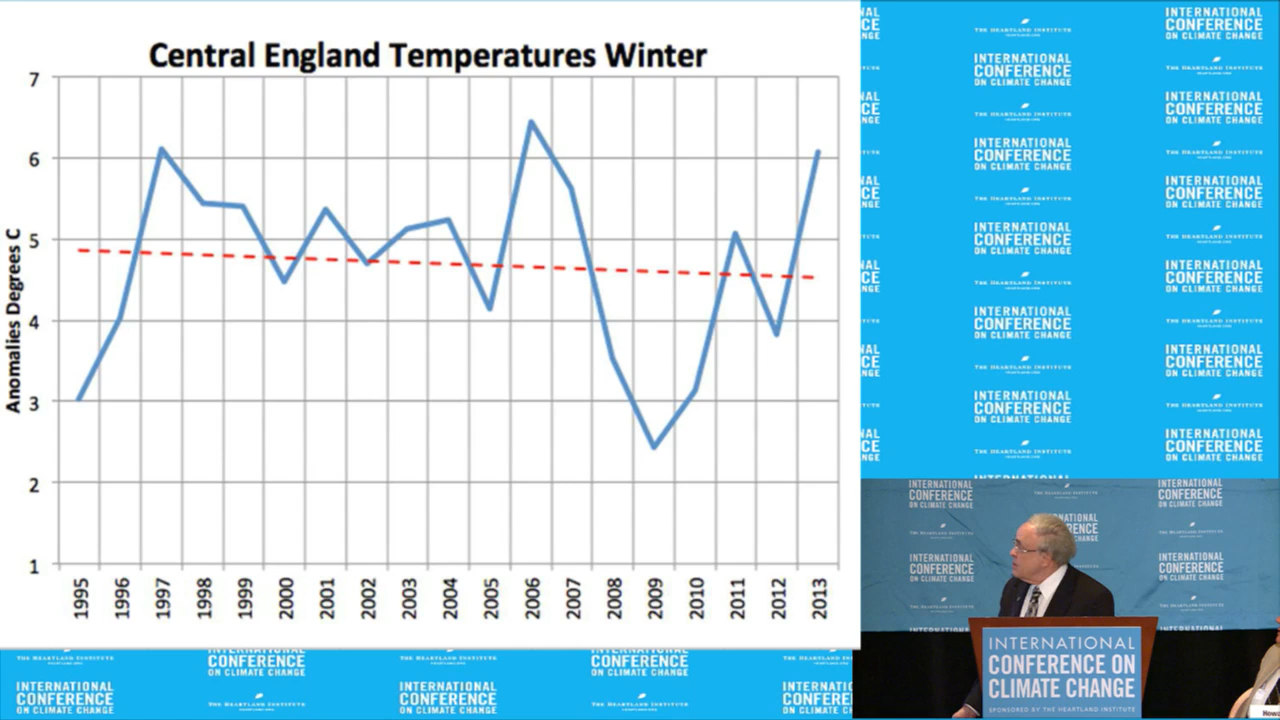 Central England Temperatures Winter
Anomalies Degrees C
7
6
5
4
3
2
1
1995
1996
1997
1998
1999
2000
2001
2002
2003
2004
2005
2006
2007
2008
2009
2010
2011
2012
2013
INTERNATIONAL
CONFERENCE
ON CLIMATE CHANGE
THE HEARTLAND INSTITUTE
INTERNATIONAL
CONFERENCE ON
CLIMATE CHANGE
SPONSORED BY THE HEARTLAND INSTITUTE